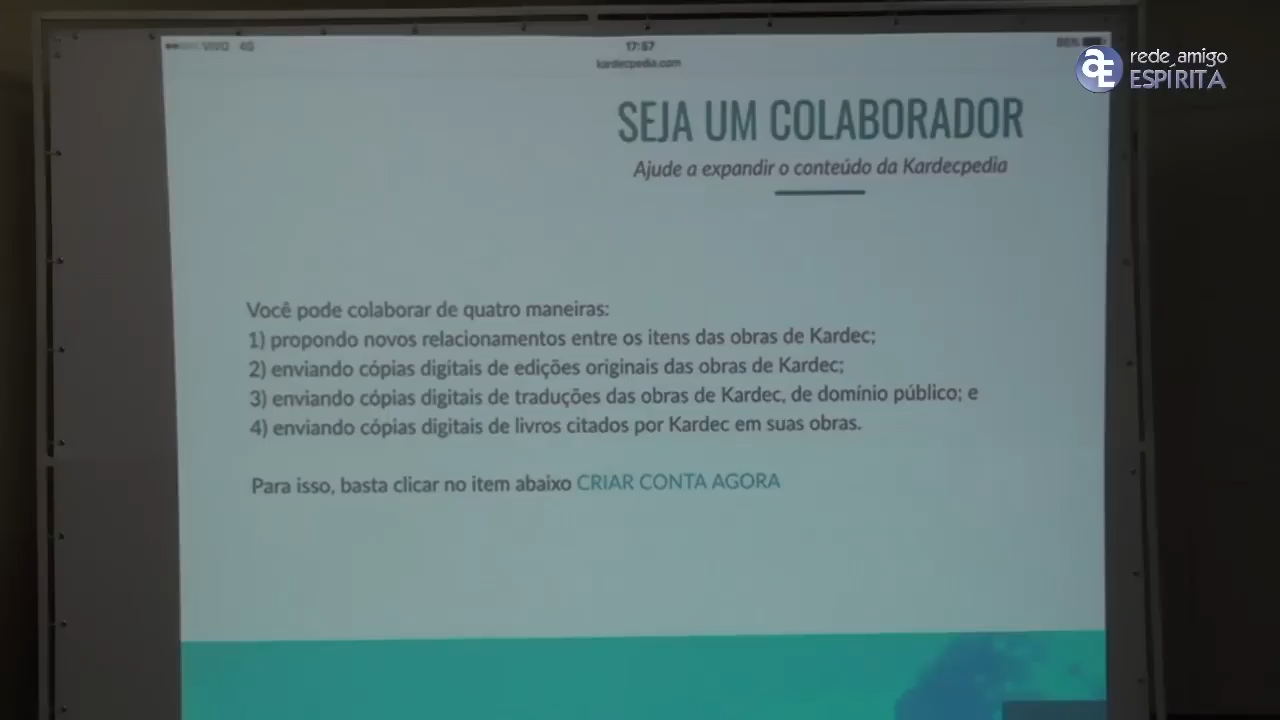 VIVO 4G
17:57
86%
kardecpedia.com
rede amigo
ESPÍRITA
SEJA UM COLABORADOR
Ajude a expandir o conteúdo da Kardecpedia
Você pode colaborar de quatro maneiras:
1) propondo novos relacionamentos entre os itens das obras de Kardec;
2) enviando cópias digitais de edições originais das obras de Kardec;
3) enviando cópias digitais de traduções das obras de Kardec, de domínio público; e
4) enviando cópias digitais de livros citados por Kardec em suas obras.
Para isso, basta clicar no item abaixo CRIAR CONTA AGORA